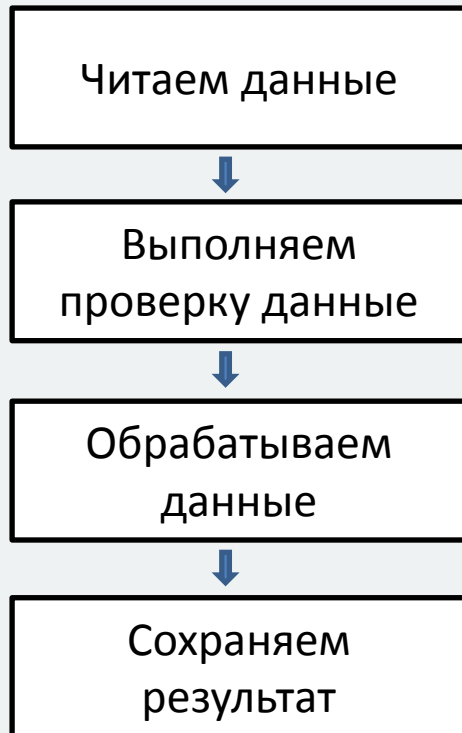 Читаем данные
Выполняем
проверку данные
Обрабатываем
данные
Сохраняем
результат